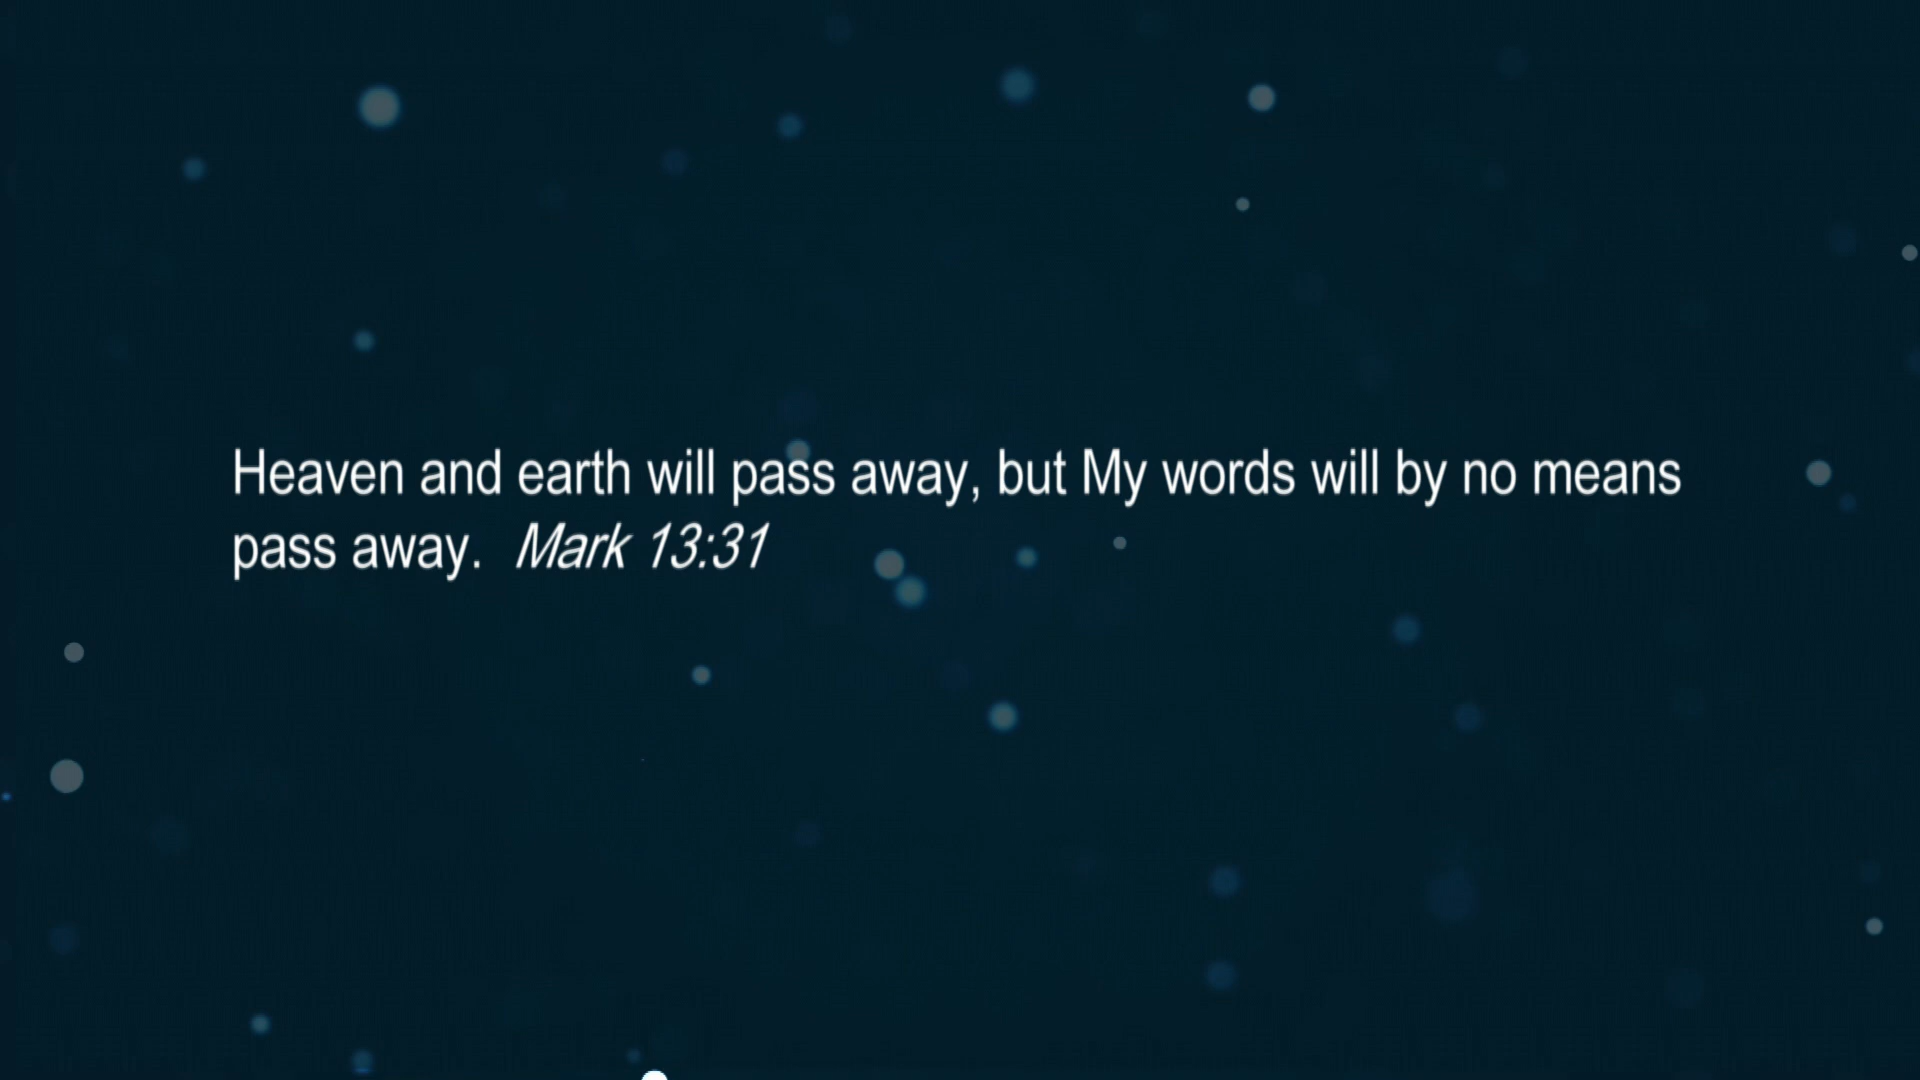 Heaven and earth will pass away, but My words will by no means
pass away. Mark 13:31